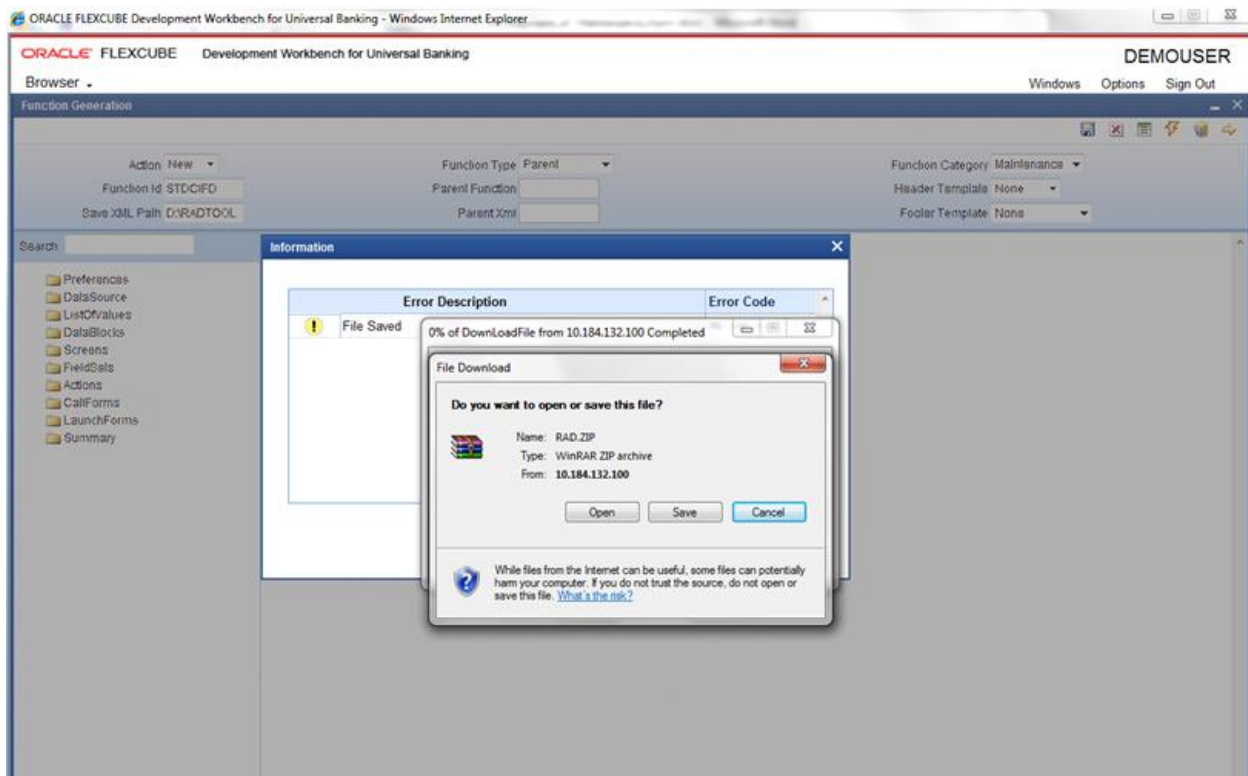 ORACLE FLEXCUBE Development Workbench for Universal Banking - Windows Internet Explorer
ORACLE FLEXCUBE Development Workbench for Universal Banking DEMOUSER
Browser Windows Options Sign Out
Function Generation
Action New Function Type Parent Function Category Maintenance
Function Id STDCIFD Parent Function Header Template None
Save XML Path D:\RADTOOL Parent Xml Footer Template None
Search
Preferences
DataSource
ListOfValues
DataBlocks
Screens
FieldSets
Actions
CallForms
LaunchForms
Summary
Information
Error Description Error Code
File Saved
0% of DownLoadFile from 10.184.132.100 Completed
File Download
Do you want to open or save this file?
Name: RAD.ZIP
Type: WinRAR ZIP archive
From: 10.184.132.100
Open Save Cancel
While files from the Internet can be useful, some files can potentially
harm your computer. If you do not trust the source, do not open or
save this file. What's the risk?